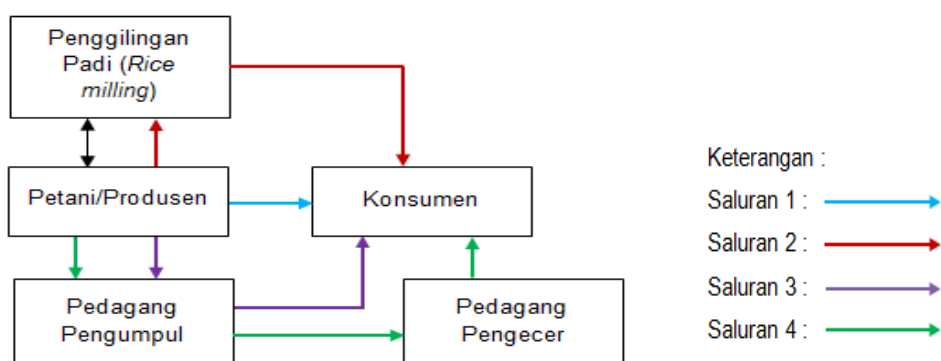 Penggilingan
Padi (Rice
milling)
Petani/Produsen
Konsumen
Pedagang
Pengumpul
Pedagang
Pengecer
Keterangan :
Saluran 1 :
Saluran 2 :
Saluran 3 :
Saluran 4 :